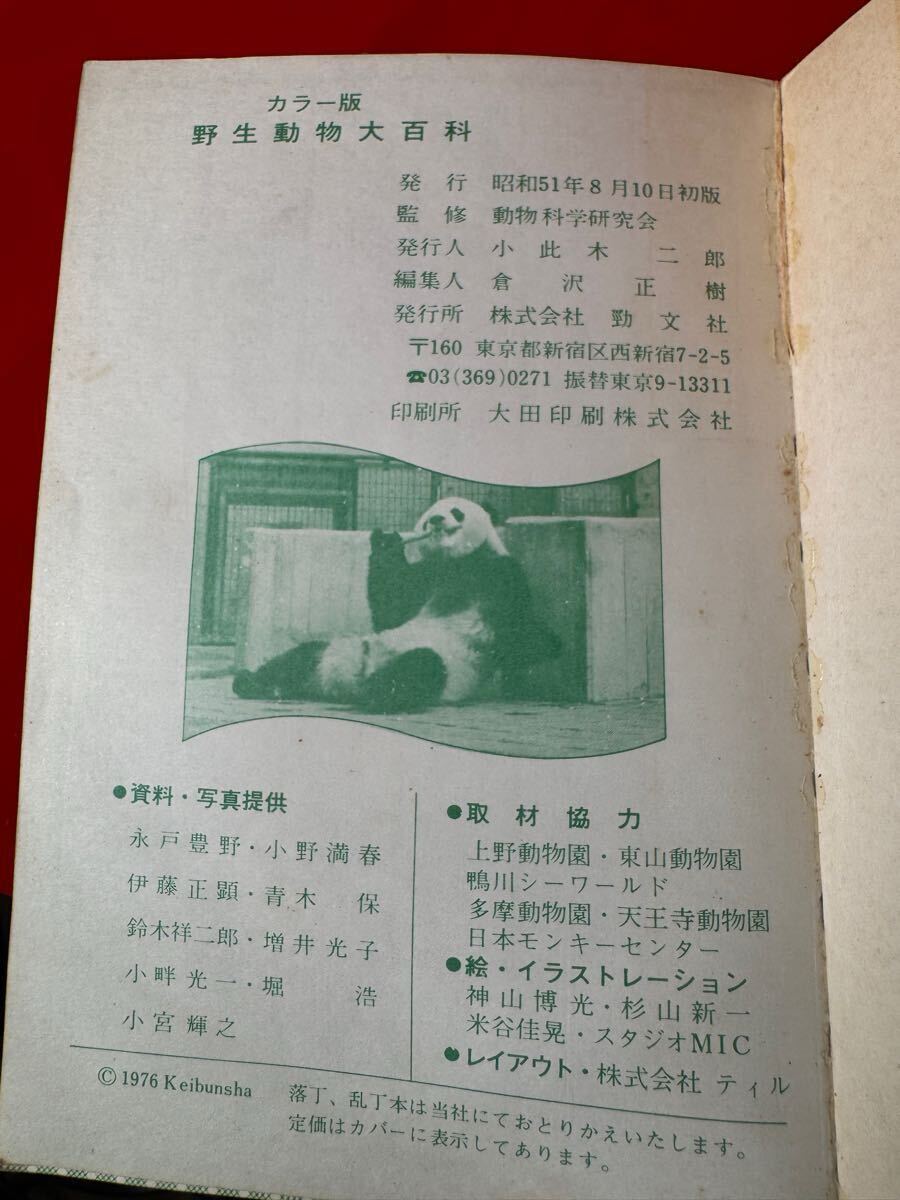 カラー版
野生動物大百科
発行 昭和51年8月10日初版
監修 動物科学研究会
発行人 小此木二郎
編集人 倉沢正樹
発行所 株式会社 勁文社
〒160 東京都新宿区西新宿7-2-5
☎03(369)0271 振替東京9-13311
印刷所 大田印刷株式会社
●資料・写真提供
永戸豊野・小野満春
伊藤正顕・青木保
鈴木祥二郎・増井光子
小畔光一・堀浩
小宮輝之
●取材協力
上野動物園・東山動物園
鴨川シーワールド
多摩動物園・天王寺動物園
日本モンキーセンター
●絵・イラストレーション
神山博光・杉山新一
米谷佳晃・スタジオMIC
●レイアウト・株式会社 ティル
© 1976 Keibunsha
落丁、乱丁本は当社にておとりかえいたします。
定価はカバーに表示してあります。